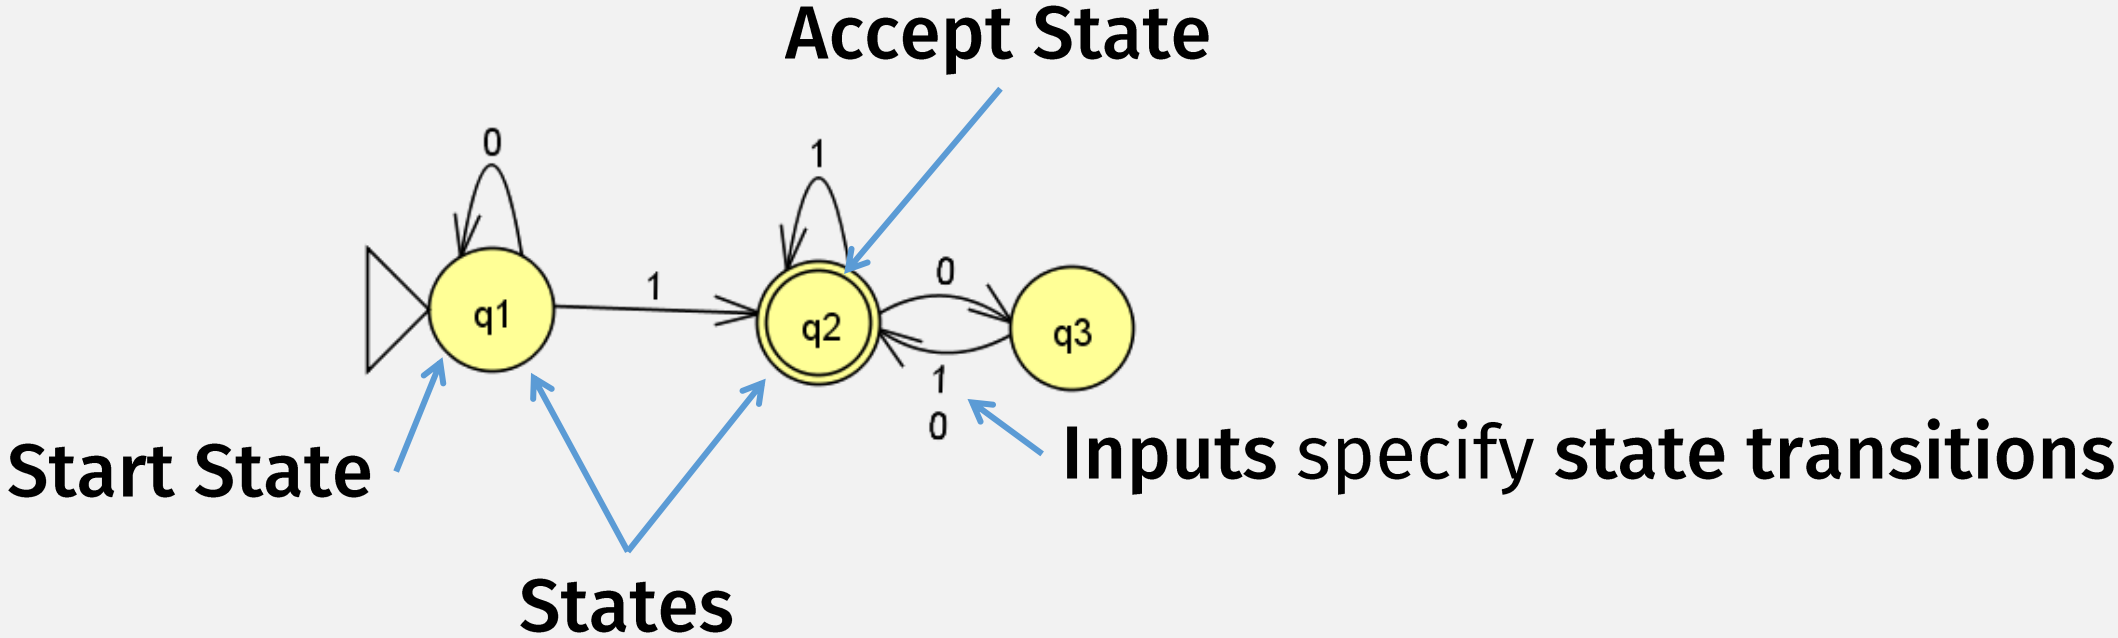 Accept State
0
1
1
0
q1
q2
q3
1
0
Start State
Inputs specify state transitions
States